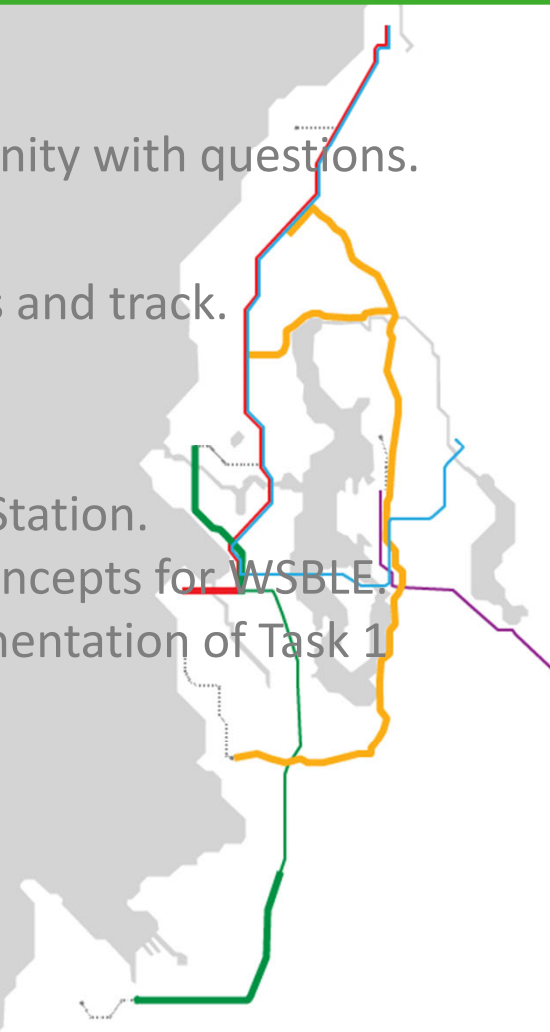 nity with questions.
s and track.
Station.
ncepts for WSBLE.
nentation of Task 1